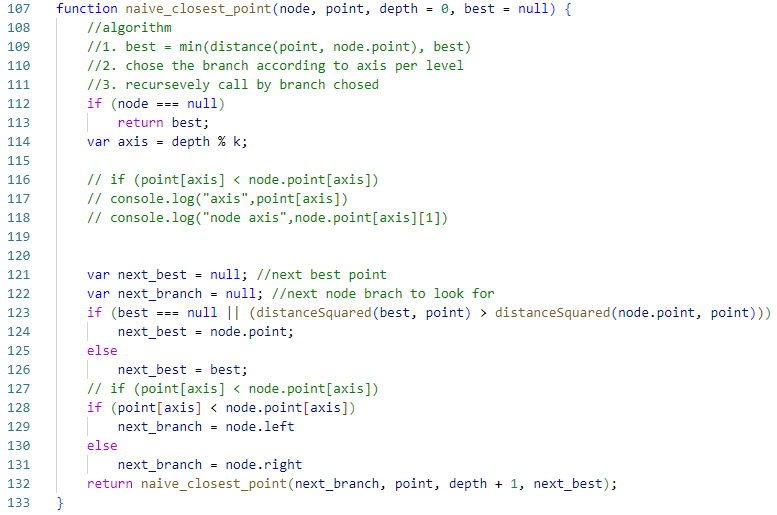 107 function naive_closest_point(node, point, depth = 0, best = null) {
108 //algorithm
109 //1. best = min(distance(point, node.point), best)
110 //2. chose the branch according to axis per level
111 //3. recursevely call by branch chosed
112 if (node === null)
113 return best;
114 var axis = depth % k;
115
116 // if (point[axis] < node.point[axis])
117 // console.log("axis",point[axis])
118 // console.log("node axis",node.point[axis][1])
119
120
121 var next_best = null; //next best point
122 var next_branch = null; //next node brach to look for
123 if (best === null || (distanceSquared(best, point) > distanceSquared(node.point, point)))
124 next_best = node.point;
125 else
126 next_best = best;
127 // if (point[axis] < node.point[axis])
128 if (point[axis] < node.point[axis])
129 next_branch = node.left
130 else
131 next_branch = node.right
132 return naive_closest_point(next_branch, point, depth + 1, next_best);
133 }